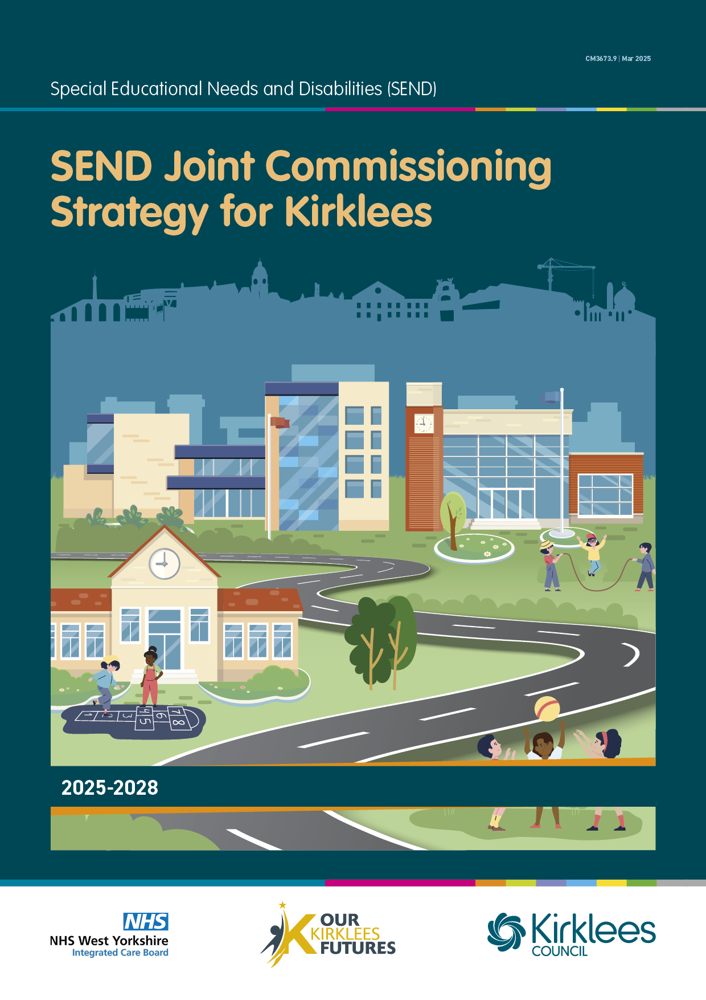 CM3673.9 | Mar 2025
Special Educational Needs and Disabilities (SEND)
SEND Joint Commissioning
Strategy for Kirklees
1 2 3 4 5 6 7 8
2025-2028
NHS
NHS West Yorkshire
Integrated Care Board
K OUR
KIRKLEES
FUTURES
Kirklees
COUNCIL